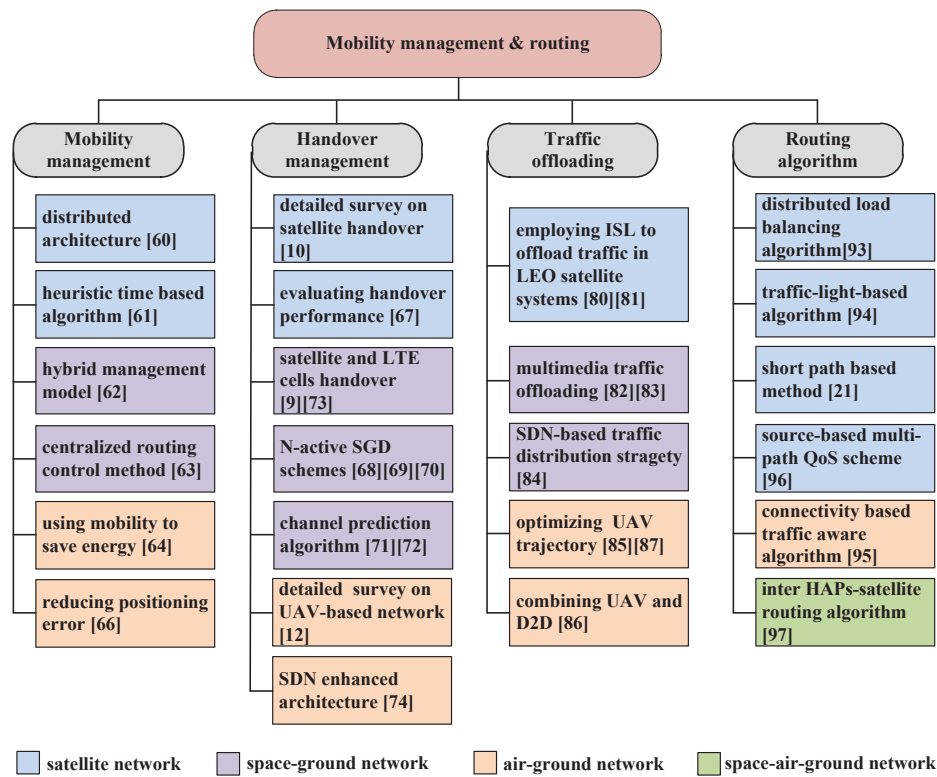 Mobility management & routing
Mobility
management
distributed
architecture [60]
heuristic time based
algorithm [61]
hybrid management
model [62]
centralized routing
control method [63]
using mobility to
save energy [64]
reducing positioning
error [66]
Handover
management
detailed survey on
satellite handover
[10]
evaluating handover
performance [67]
satellite and LTE
cells handover
[9][73]
N-active SGD
schemes [68][69][70]
channel prediction
algorithm [71][72]
detailed survey on
UAV-based network
[12]
SDN enhanced
architecture [74]
Traffic
offloading
employing ISL to
offload traffic in
LEO satellite
systems [80][81]
multimedia traffic
offloading [82][83]
SDN-based traffic
distribution stragety
[84]
optimizing UAV
trajectory [85][87]
combining UAV and
D2D [86]
Routing
algorithm
distributed load
balancing
algorithm[93]
traffic-light-based
algorithm [94]
short path based
method [21]
source-based multi-
path QoS scheme
[96]
connectivity based
traffic aware
algorithm [95]
inter HAPs-satellite
routing algorithm
[97]
satellite network
space-ground network
air-ground network
space-air-ground network